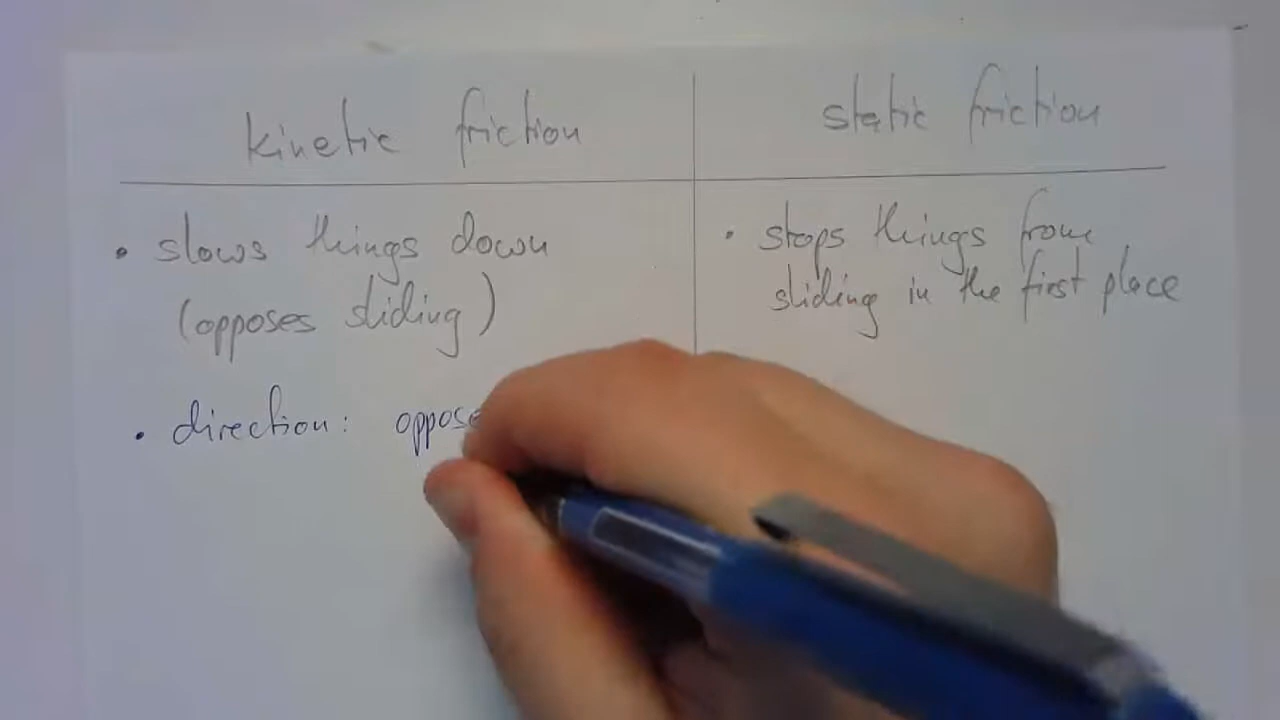 kinetic friction
static friction
• slows things down
(opposes sliding)
• direction: oppose
• stops things from
sliding in the first place